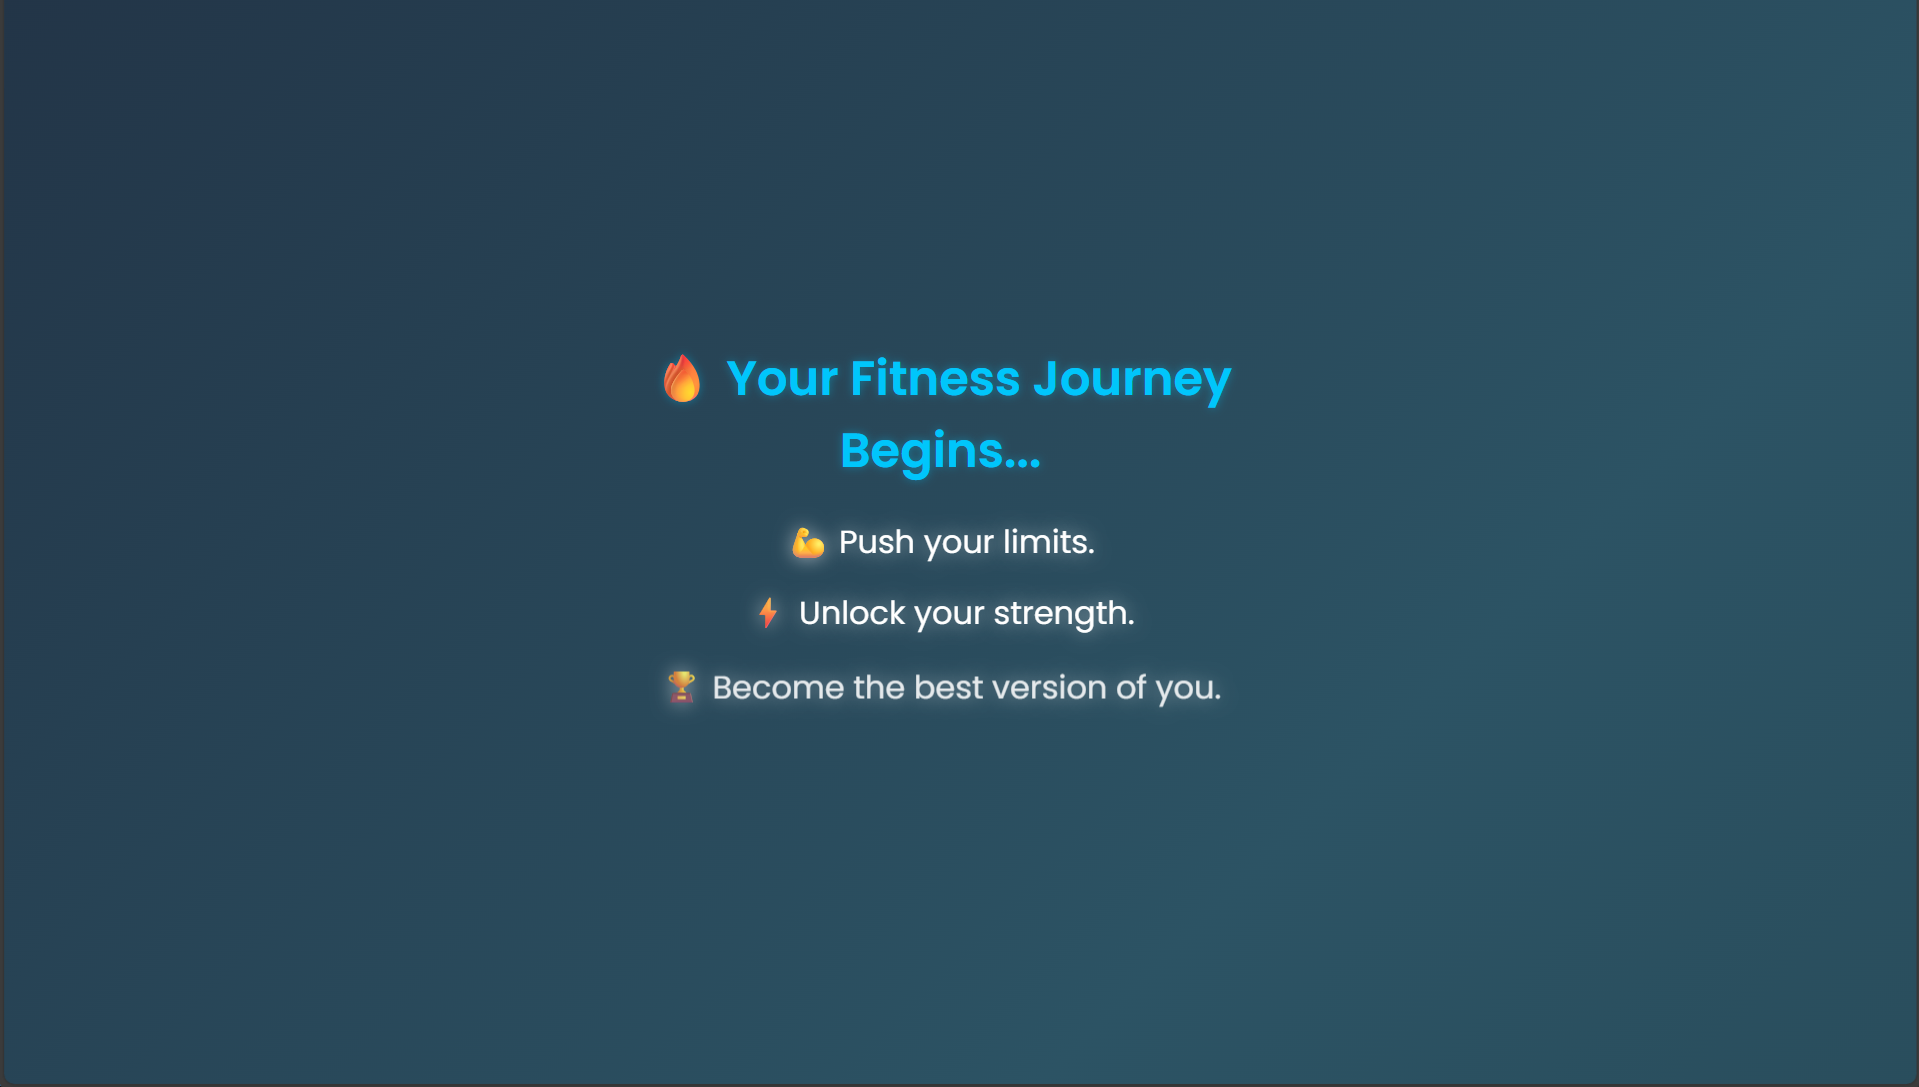 🔥 Your Fitness Journey
Begins...
💪 Push your limits.
⚡ Unlock your strength.
🏆 Become the best version of you.